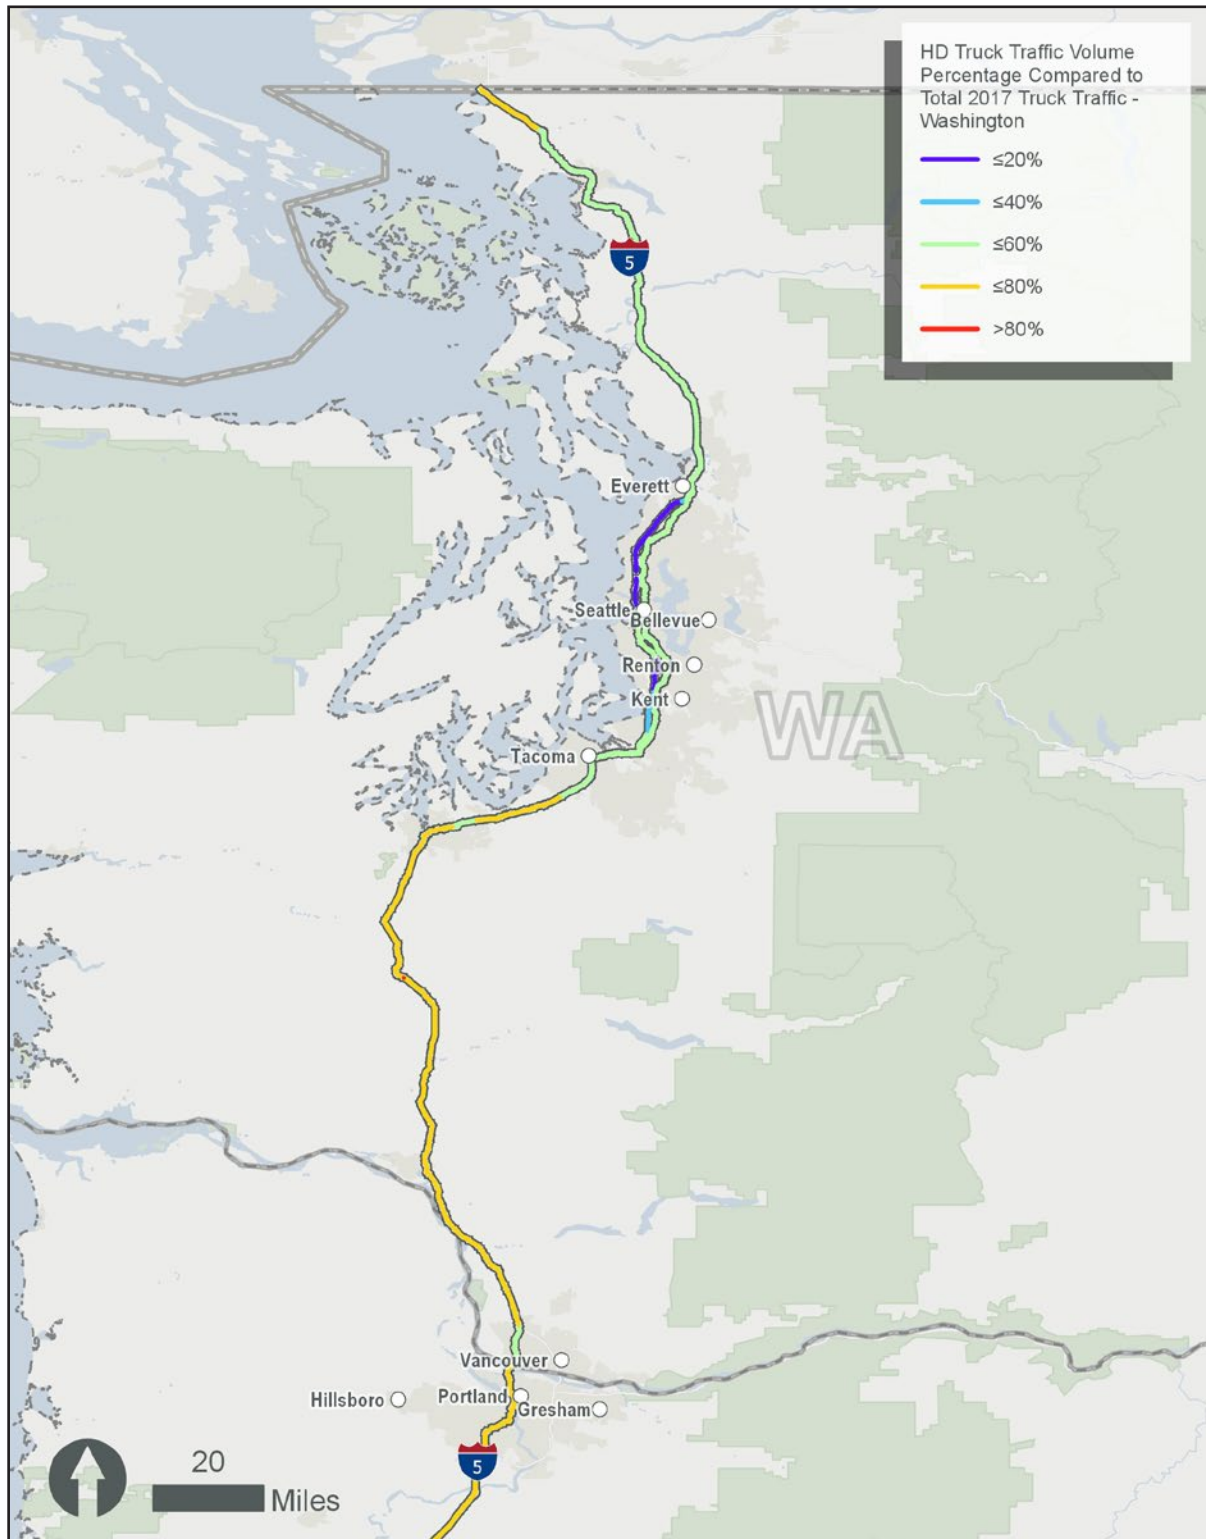 HD Truck Traffic Volume
Percentage Compared to
Total 2017 Truck Traffic -
Washington
≤20%
≤40%
≤60%
≤80%
>80%
5
Everett
Seattle
Bellevue
Renton
Kent
WA
Tacoma
Vancouver
Hillsboro
Portland
Gresham
5
20
Miles